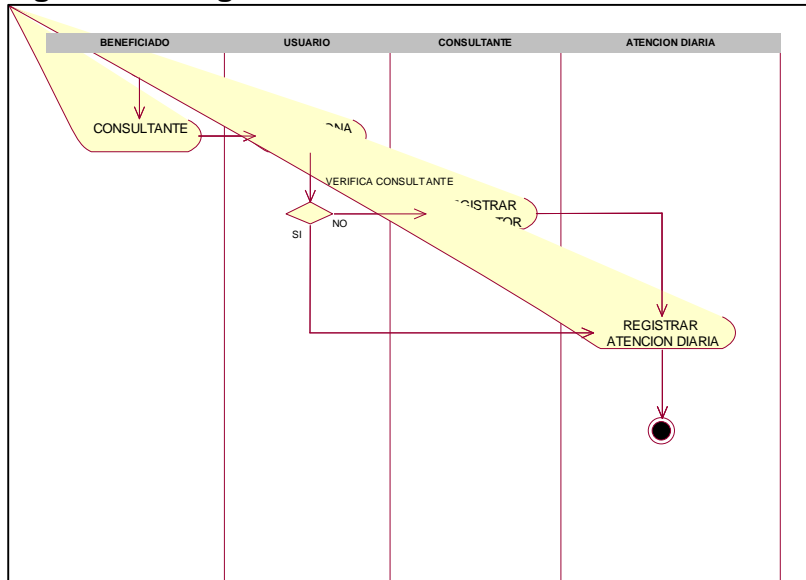 BENEFICIADO USUARIO CONSULTANTE ATENCION DIARIA
CONSULTANTE
VERIFICA CONSULTANTE
SI
NO
REGISTRAR
ATENCION DIARIA